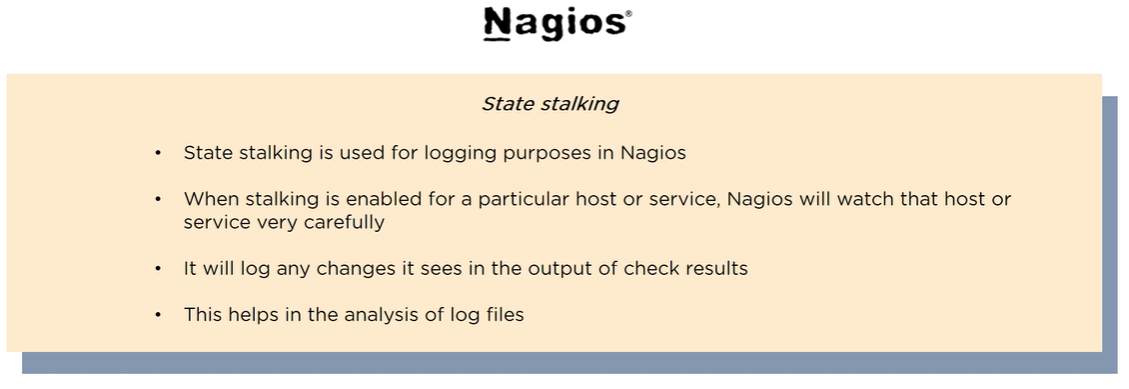 Nagios®
State stalking
• State stalking is used for logging purposes in Nagios
• When stalking is enabled for a particular host or service, Nagios will watch that host or
service very carefully
• It will log any changes it sees in the output of check results
• This helps in the analysis of log files